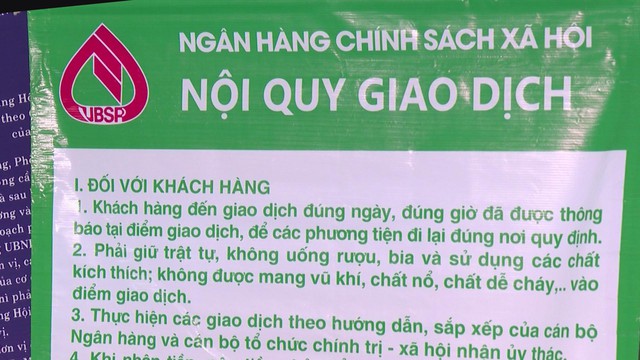 NGÂN HÀNG CHÍNH SÁCH XÃ HỘI
NỘI QUY GIAO DỊCH
VBSP
I. ĐỐI VỚI KHÁCH HÀNG
1. Khách hàng đến giao dịch đúng ngày, đúng giờ đã được thông
báo tại điểm giao dịch, để các phương tiện đi lại đúng nơi quy định.
2. Phải giữ trật tự, không uống rượu, bia và sử dụng các chất
kích thích; không được mang vũ khí, chất nổ, chất dễ cháy,.. vào
điểm giao dịch.
3. Thực hiện các giao dịch theo hướng dẫn, sắp xếp của cán bộ
Ngân hàng và cán bộ tổ chức chính trị - xã hội nhận ủy thác.
4. Khi nhận tiền